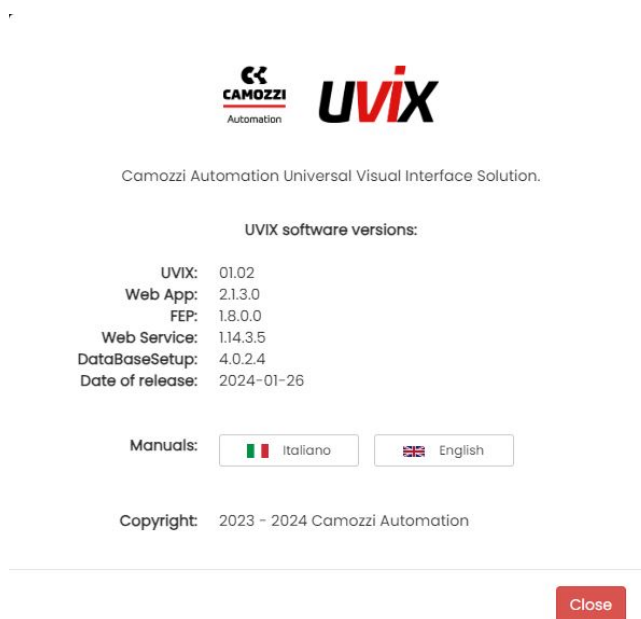 CAMOZZI
Automation
UVIX
Camozzi Automation Universal Visual Interface Solution.
UVIX software versions:
UVIX: 01.02
Web App: 2.1.3.0
FEP: 1.8.0.0
Web Service: 1.14.3.5
DataBaseSetup: 4.0.2.4
Date of release: 2024-01-26
Manuals: Italiano English
Copyright: 2023 - 2024 Camozzi Automation
Close